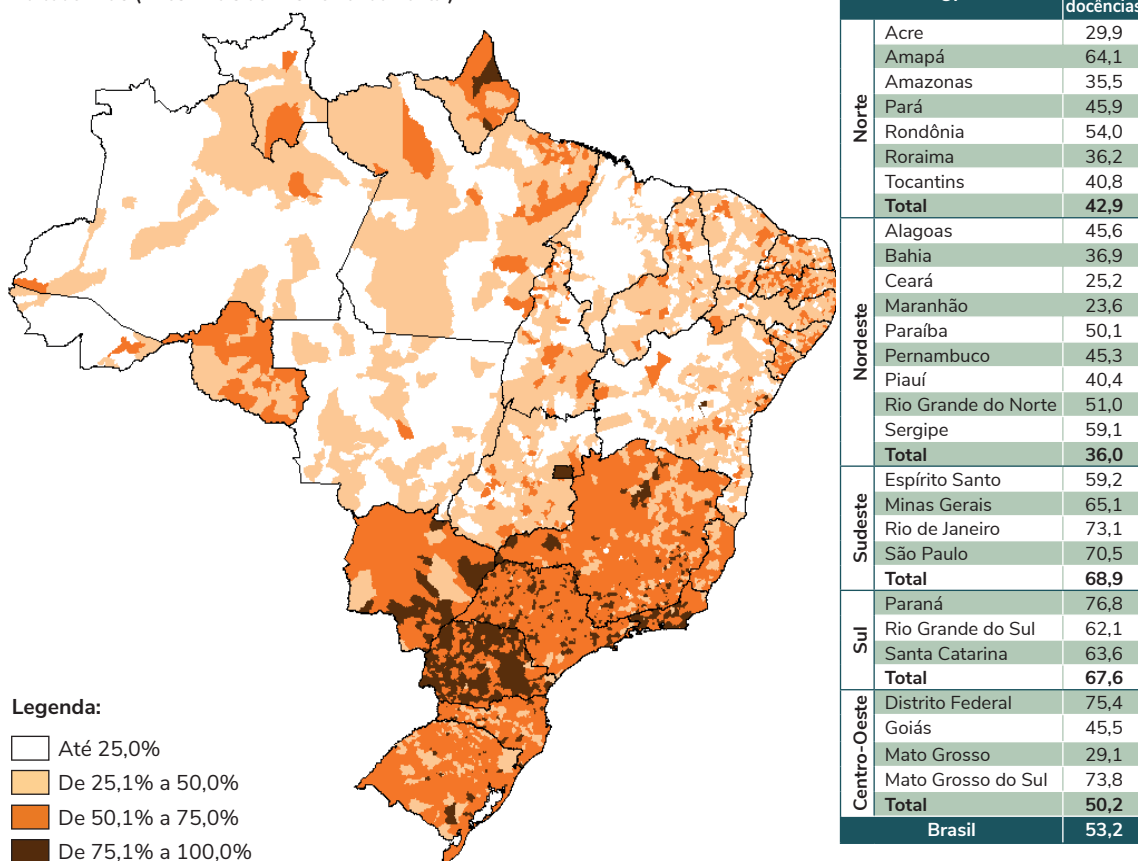 docências
Norte
Acre 29,9
Amapá 64,1
Amazonas 35,5
Pará 45,9
Rondônia 54,0
Roraima 36,2
Tocantins 40,8
Total 42,9
Nordeste
Alagoas 45,6
Bahia 36,9
Ceará 25,2
Maranhão 23,6
Paraíba 50,1
Pernambuco 45,3
Piauí 40,4
Rio Grande do Norte 51,0
Sergipe 59,1
Total 36,0
Sudeste
Espírito Santo 59,2
Minas Gerais 65,1
Rio de Janeiro 73,1
São Paulo 70,5
Total 68,9
Sul
Paraná 76,8
Rio Grande do Sul 62,1
Santa Catarina 63,6
Total 67,6
Centro-Oeste
Distrito Federal 75,4
Goiás 45,5
Mato Grosso 29,1
Mato Grosso do Sul 73,8
Total 50,2
Brasil 53,2
Legenda:
Até 25,0%
De 25,1% a 50,0%
De 50,1% a 75,0%
De 75,1% a 100,0%